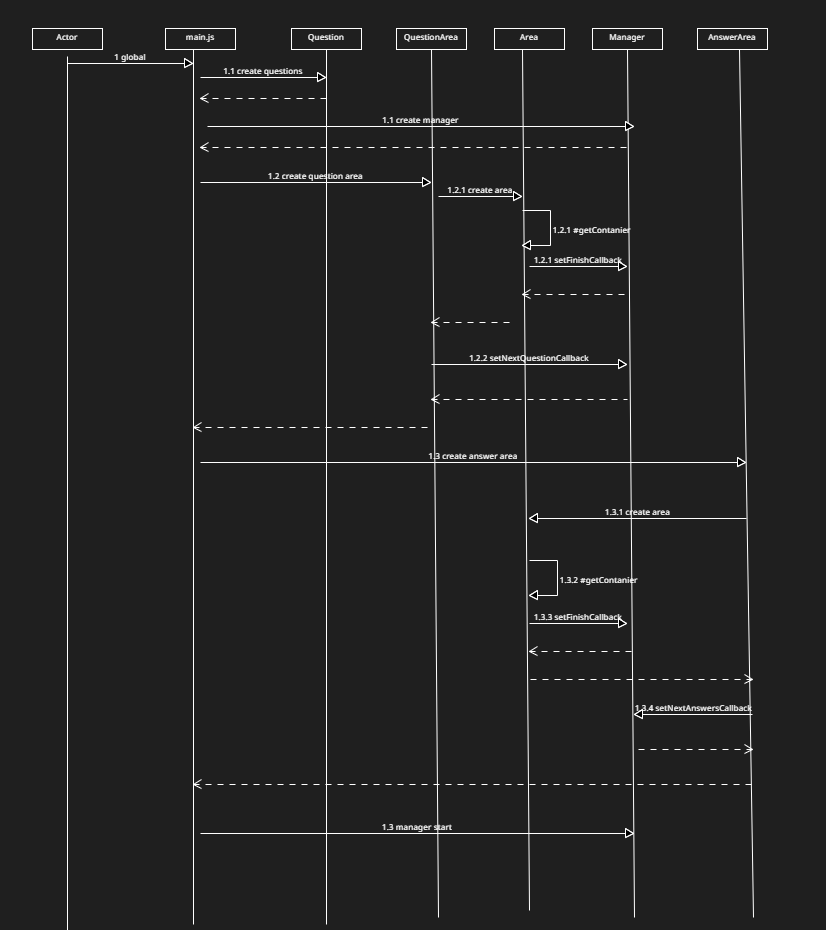 Actor
main.js
Question
QuestionArea
Area
Manager
AnswerArea
1 global
1.1 create questions
1.1 create manager
1.2 create question area
1.2.1 create area
1.2.1 #getContanier
1.2.1 setFinishCallback
1.2.2 setNextQuestionCallback
1.3 create answer area
1.3.1 create area
1.3.2 #getContanier
1.3.3 setFinishCallback
1.3.4 setNextAnswersCallback
1.3 manager start